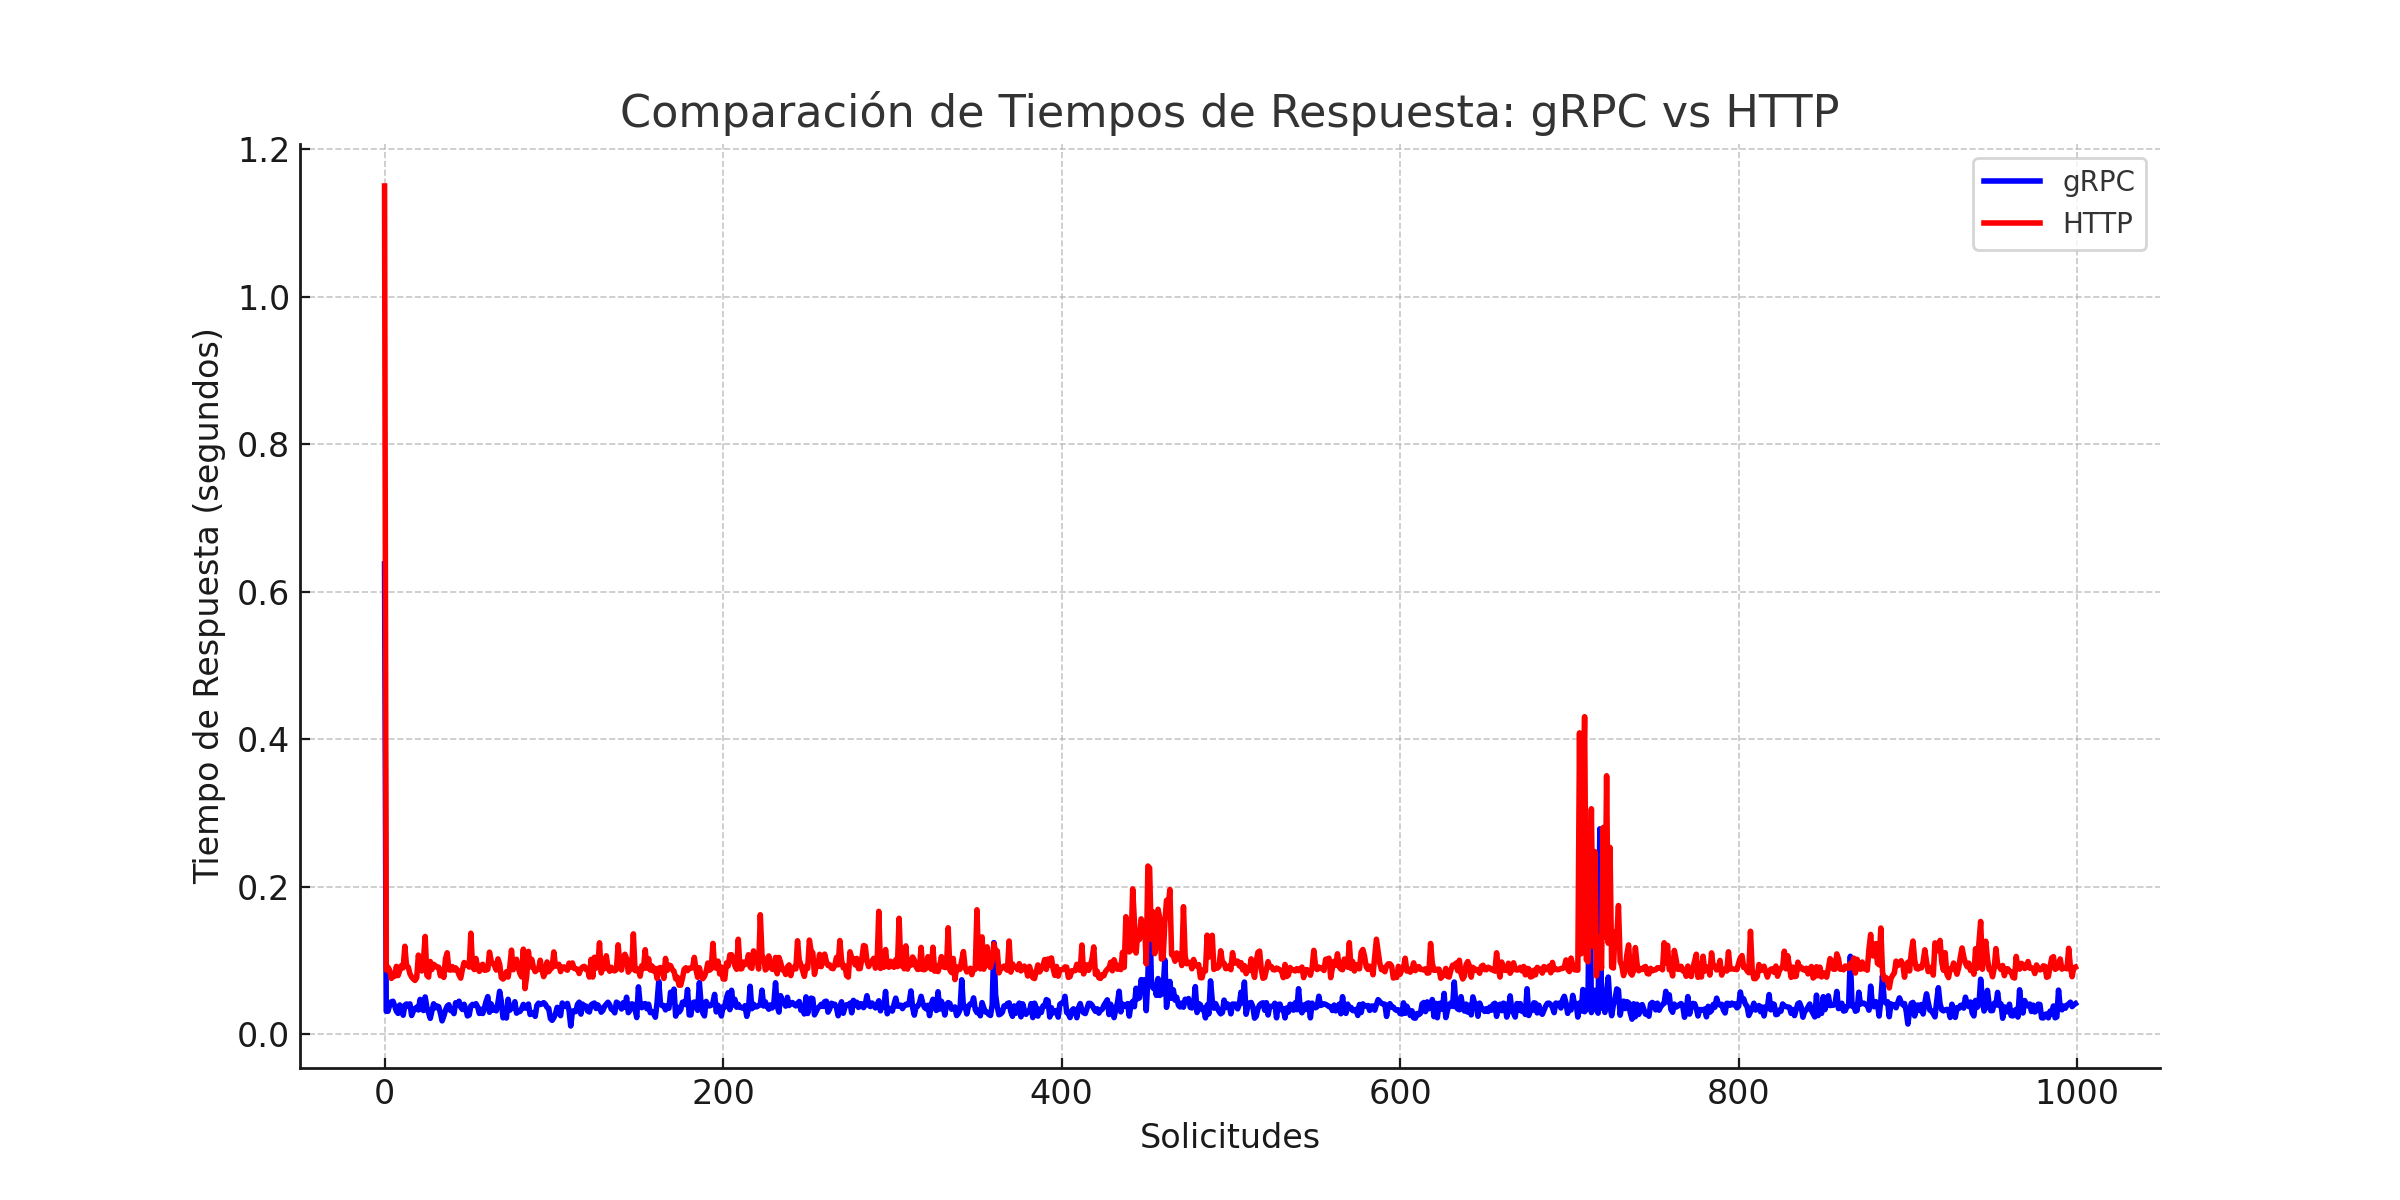 Comparación de Tiempos de Respuesta: gRPC vs HTTP
gRPC
HTTP
Tiempo de Respuesta (segundos)
1.2
1.0
0.8
0.6
0.4
0.2
0.0
0 200 400 600 800 1000
Solicitudes